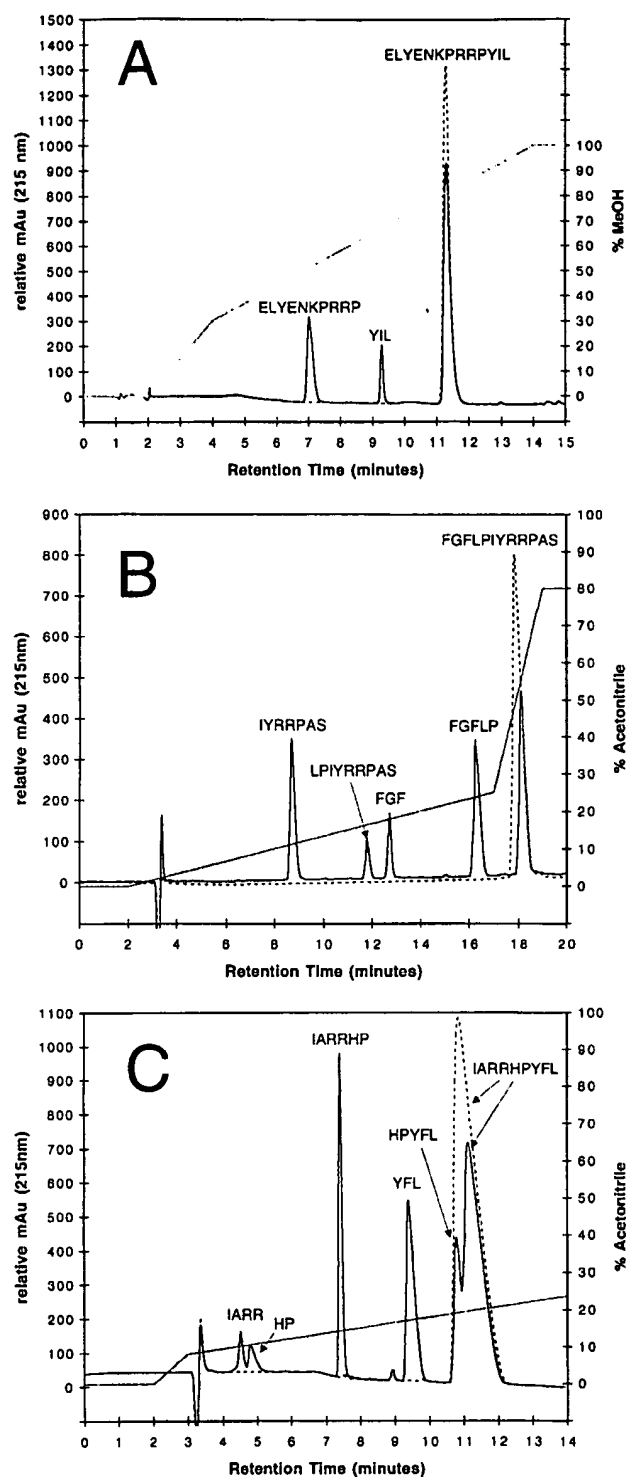 A
1500
1400
1300
1200
1100
1000
900
800
700
600
500
400
300
200
100
0
-100
relative mAu (215 nm)
ELYENKPRRPYIL
ELYENKPRRP
YIL
100
90
80
70
60
50
40
30
20
10
0
% MeOH
0 1 2 3 4 5 6 7 8 9 10 11 12 13 14 15
Retention Time (minutes)
B
900
800
700
600
500
400
300
200
100
0
-100
relative mAu (215nm)
FGFLPIYRRPAS
IYRRPAS
LPIYRRPAS
FGF
FGFLP
100
90
80
70
60
50
40
30
20
10
0
% Acetonitrile
0 2 4 6 8 10 12 14 16 18 20
Retention Time (minutes)
C
1100
1000
900
800
700
600
500
400
300
200
100
0
-100
relative mAu (215nm)
IARRHP
IARRHPYFL
HPYFL
YFL
IARR
HP
100
90
80
70
60
50
40
30
20
10
0
% Acetonitrile
0 1 2 3 4 5 6 7 8 9 10 11 12 13 14
Retention Time (minutes)